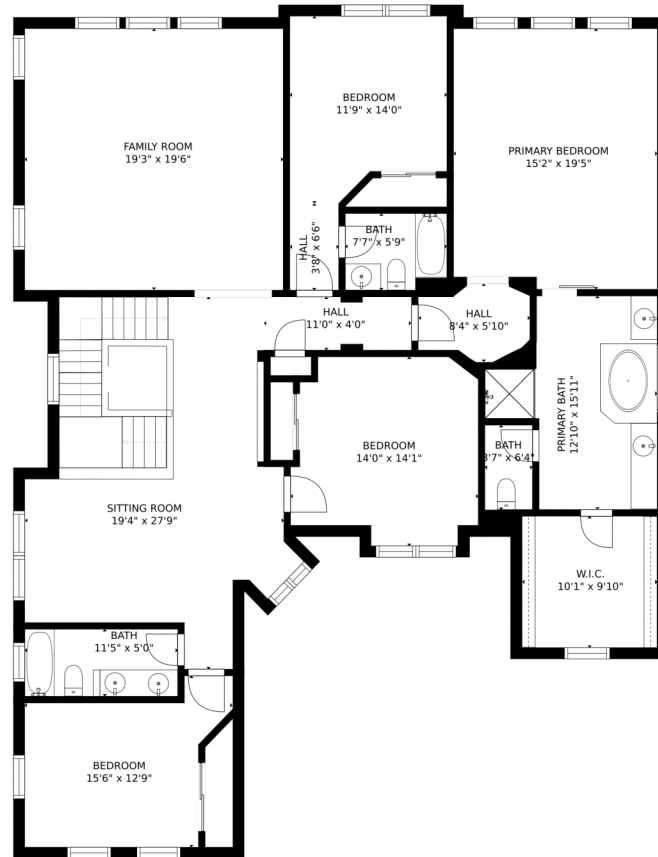 FAMILY ROOM
19'3" x 19'6"
BEDROOM
11'9" x 14'0"
PRIMARY BEDROOM
15'2" x 19'5"
HALL
3'8" x 6'6"
BATH
7'7" x 5'9"
HALL
11'0" x 4'0"
HALL
8'4" x 5'10"
PRIMARY BATH
12'10" x 15'11"
BEDROOM
14'0" x 14'1"
BATH
3'7" x 6'4"
SITTING ROOM
19'4" x 27'9"
W.I.C.
10'1" x 9'10"
BATH
11'5" x 5'0"
BEDROOM
15'6" x 12'9"